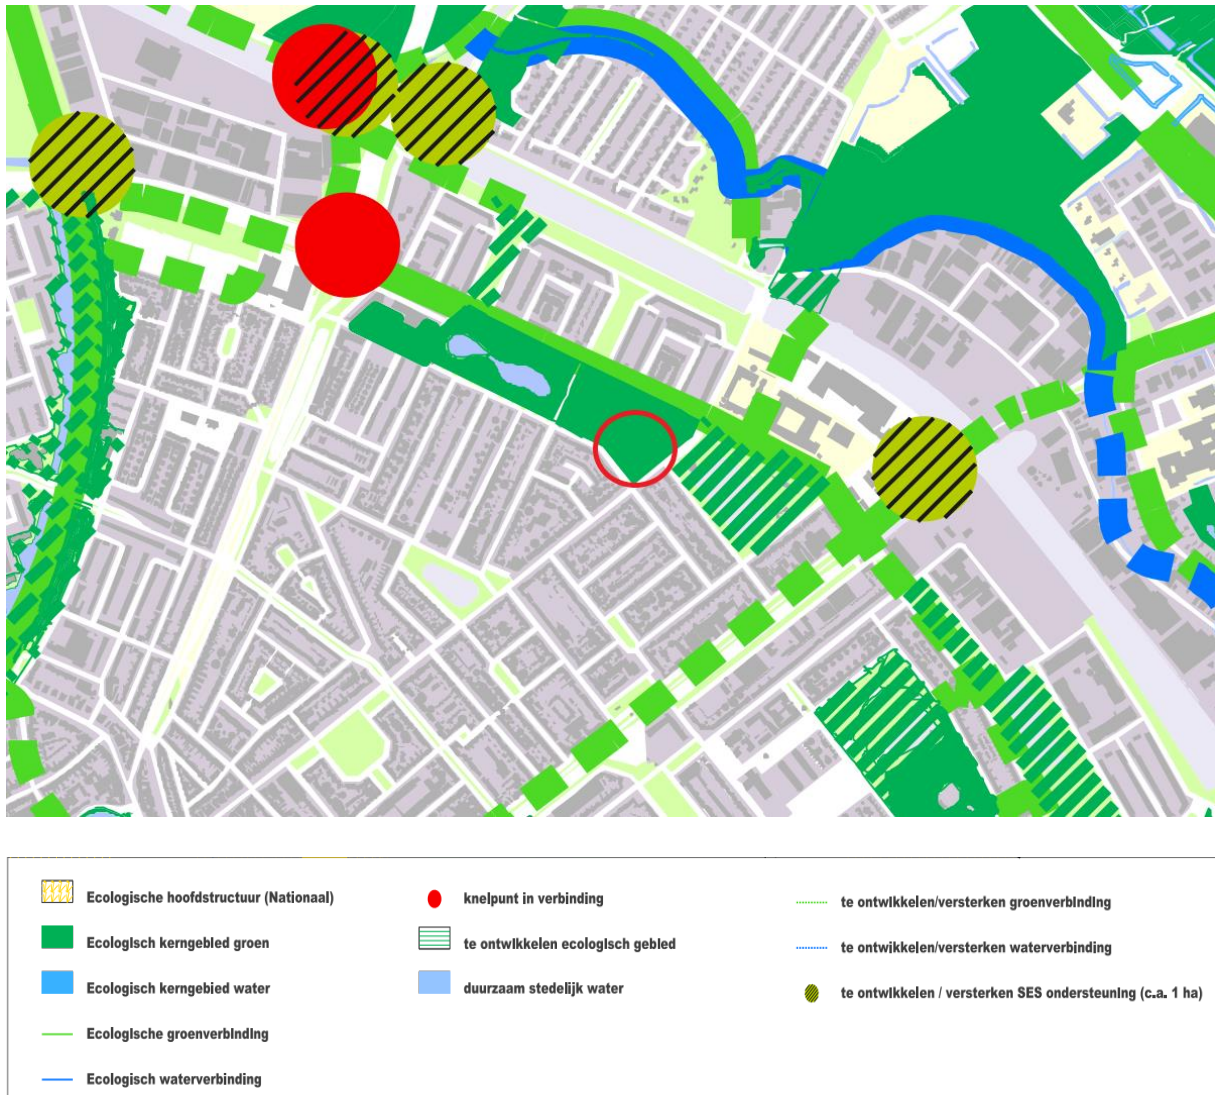 Ecologische hoofdstructuur (Nationaal)
Ecologisch kerngebied groen
Ecologisch kerngebied water
Ecologische groenverbinding
Ecologisch waterverbinding
knelpunt in verbinding
te ontwikkelen ecologisch gebied
duurzaam stedelijk water
te ontwikkelen/versterken groenverbinding
te ontwikkelen/versterken waterverbinding
te ontwikkelen / versterken SES ondersteuning (c.a. 1 ha)